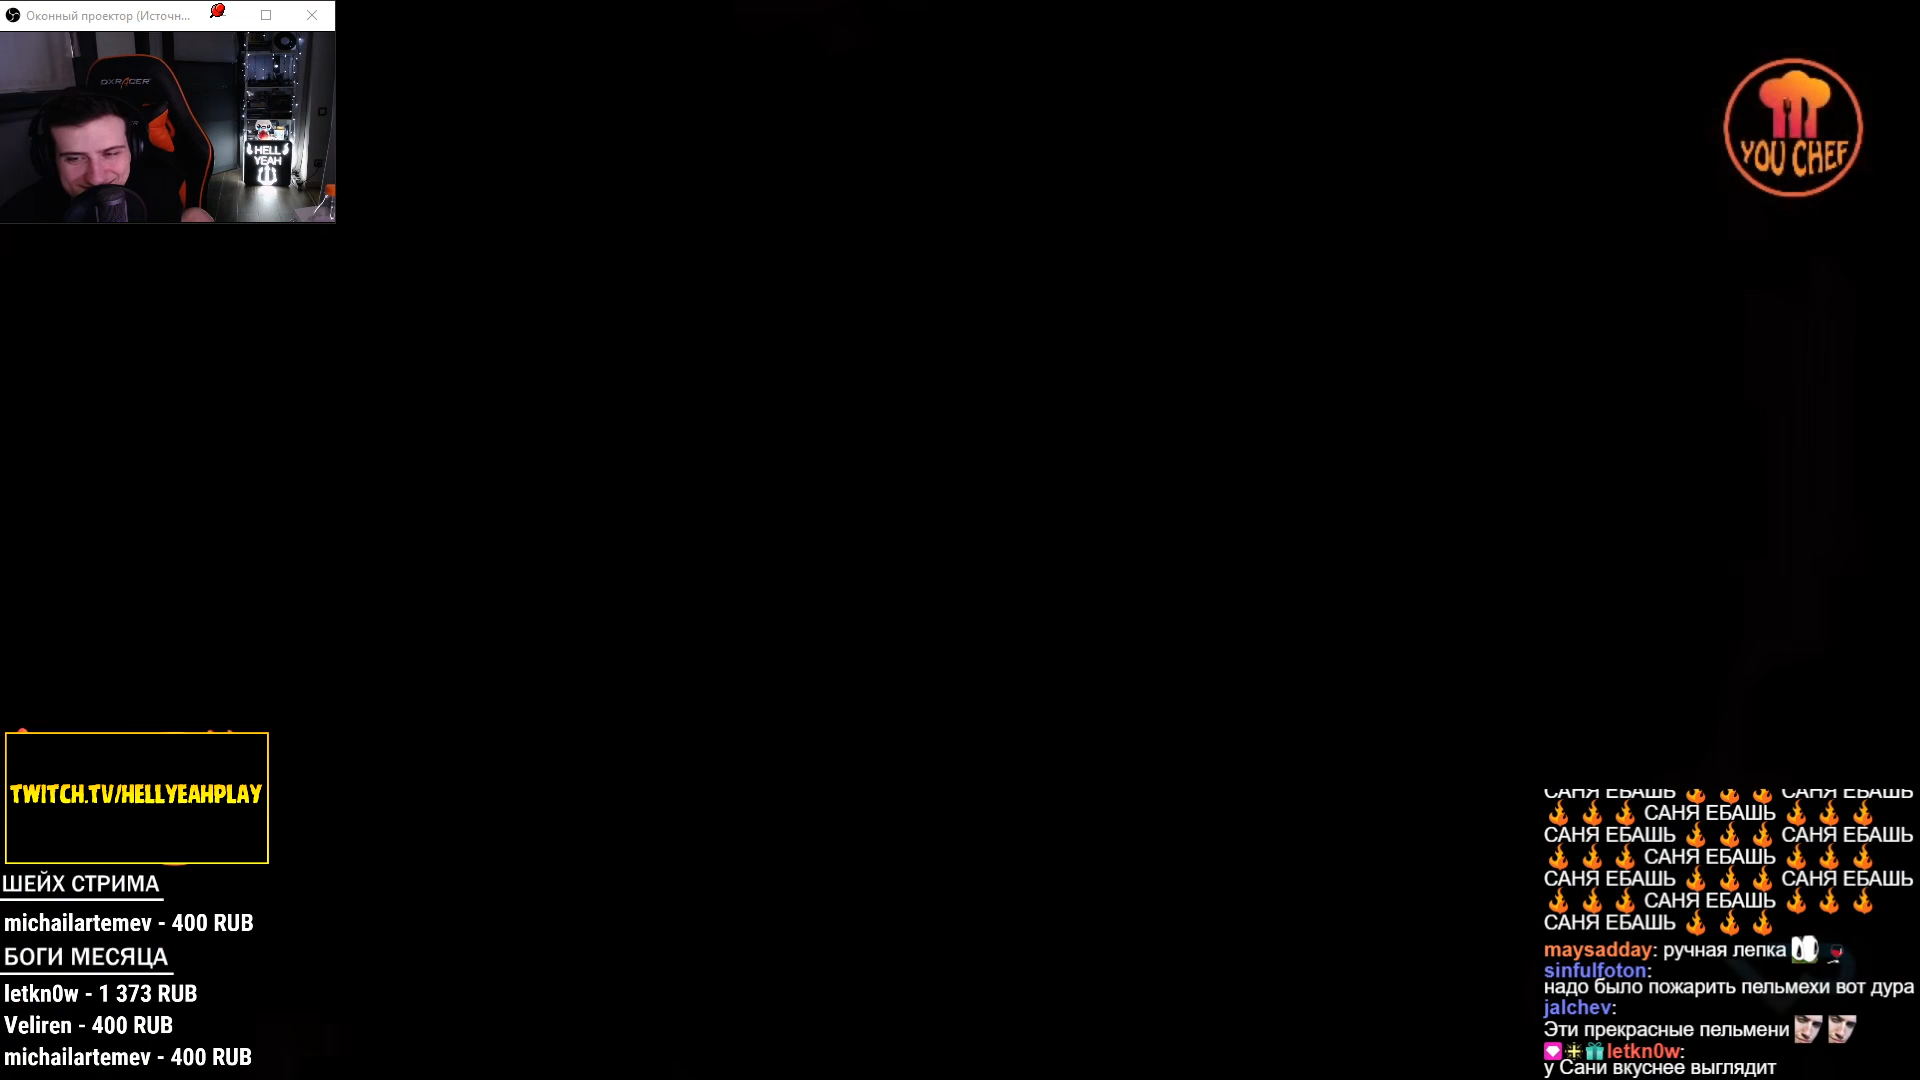 Оконный проектор (Источн...
DXRACER
HELL
YEAH
YOU CHEF
TWITCH.TV/HELLYEAHPLAY
ШЕЙХ СТРИМА
michailartemev - 400 RUB
БОГИ МЕСЯЦА
letkn0w - 1 373 RUB
Veliren - 400 RUB
michailartemev - 400 RUB
САНЯ ЕБАШЬ САНЯ ЕБАШЬ
САНЯ ЕБАШЬ
САНЯ ЕБАШЬ САНЯ ЕБАШЬ
САНЯ ЕБАШЬ
САНЯ ЕБАШЬ САНЯ ЕБАШЬ
САНЯ ЕБАШЬ
САНЯ ЕБАШЬ
maysadday: ручная лепка
sinfulfoton:
надо было пожарить пельмехи вот дура
jalchev:
Эти прекрасные пельмени
letkn0w:
у Сани вкуснее выглядит